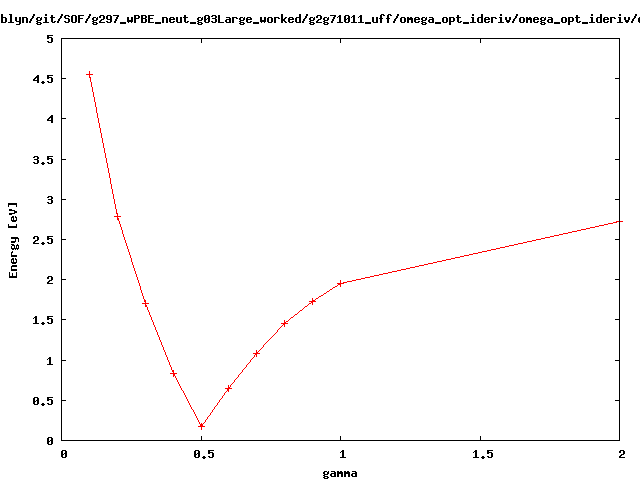 blyn/git/SOF/g297_wPBE_neut_g03Large_worked/g2g71011_uff/omega_opt_ideriv/omega_opt_ideriv/
5
4.5
4
3.5
3
2.5
2
1.5
1
0.5
0
Energy [eV]
0 0.5 1 1.5 2
gamma